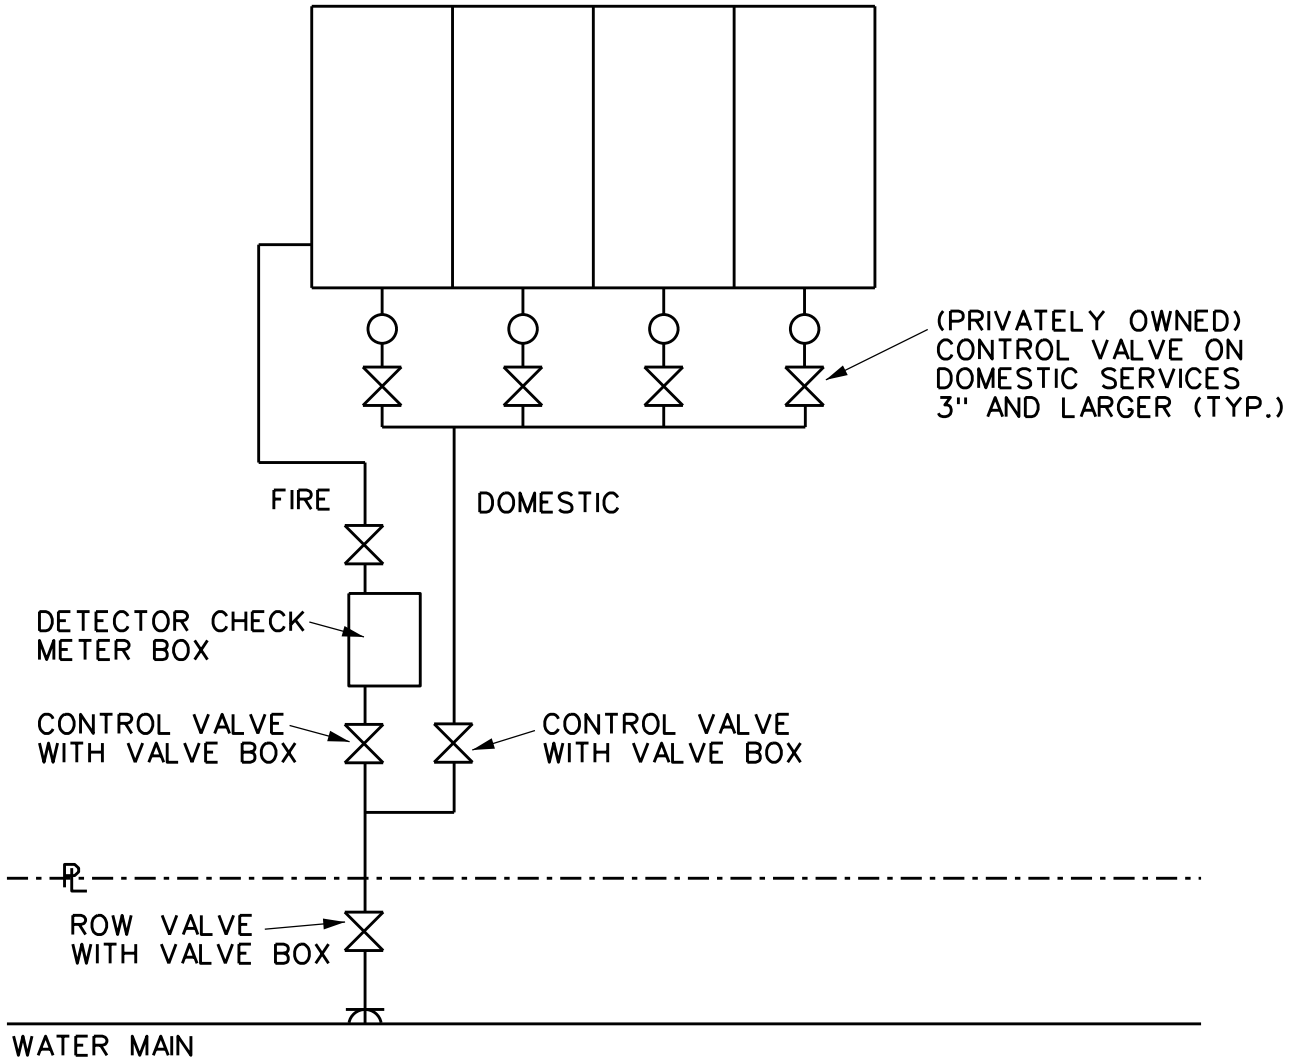 (PRIVATELY OWNED)
CONTROL VALVE ON
DOMESTIC SERVICES
3" AND LARGER (TYP.)
FIRE
DOMESTIC
DETECTOR CHECK
METER BOX
CONTROL VALVE
WITH VALVE BOX
CONTROL VALVE
WITH VALVE BOX
PL
ROW VALVE
WITH VALVE BOX
WATER MAIN